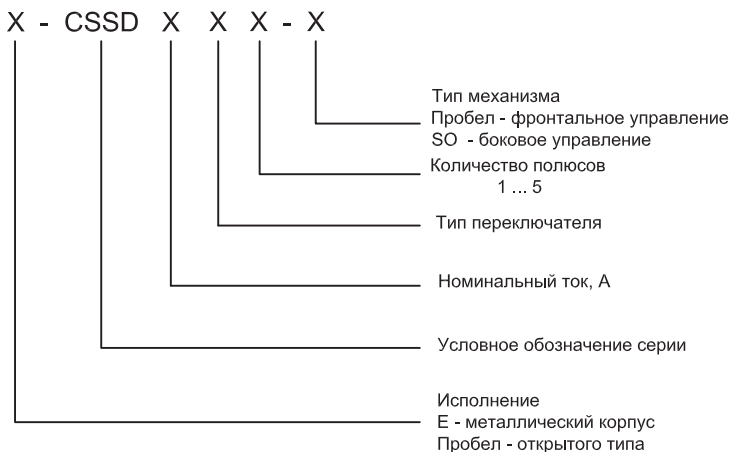 X - CSSD X X X - X
Тип механизма
Пробел - фронтальное управление
SO - боковое управление
Количество полюсов
1 ... 5
Тип переключателя
Номинальный ток, А
Условное обозначение серии
Исполнение
Е - металлический корпус
Пробел - открытого типа